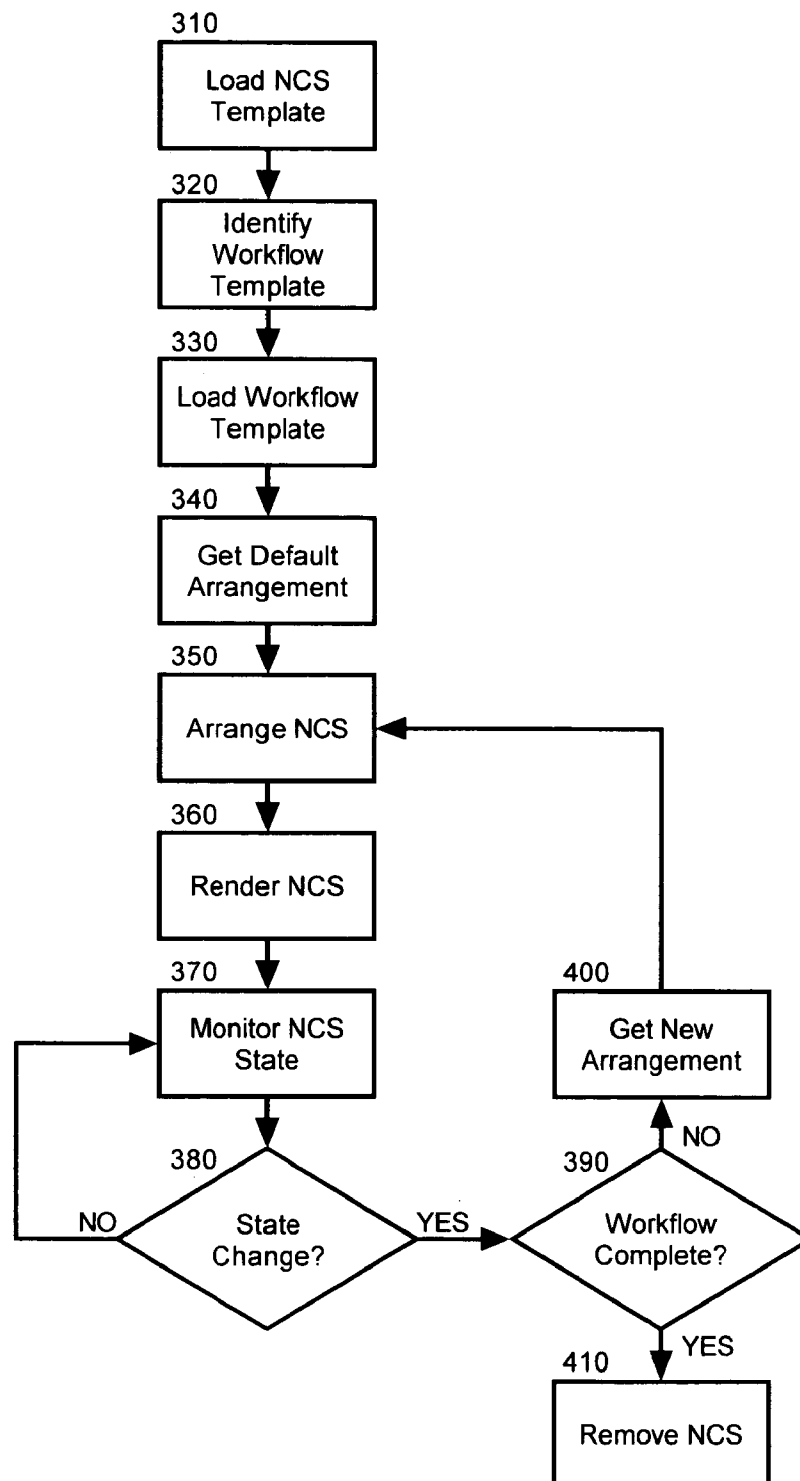 310
Load NCS
Template
320
Identify
Workflow
Template
330
Load Workflow
Template
340
Get Default
Arrangement
350
Arrange NCS
360
Render NCS
370
Monitor NCS
State
400
Get New
Arrangement
380
State
Change?
NO
YES
390
Workflow
Complete?
NO
YES
410
Remove NCS